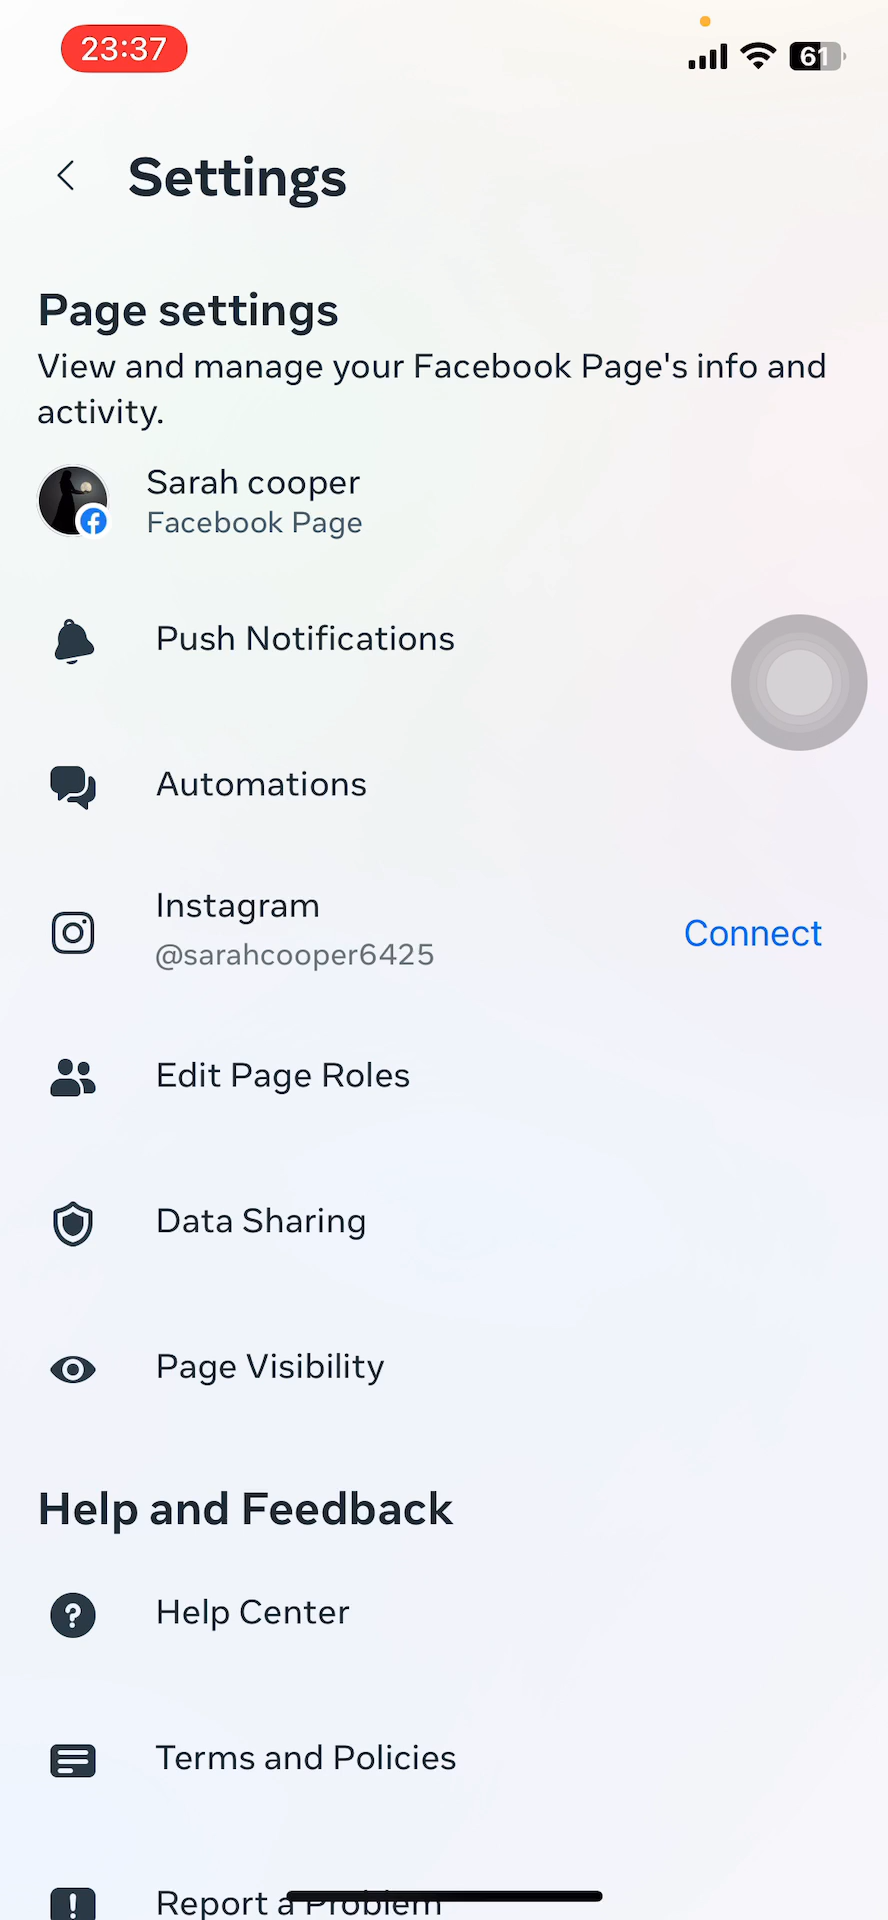 23:37
61
Settings
Page settings
View and manage your Facebook Page's info and
activity.
Sarah cooper
Facebook Page
Push Notifications
Automations
Instagram
@sarahcooper6425
Connect
Edit Page Roles
Data Sharing
Page Visibility
Help and Feedback
Help Center
Terms and Policies
Report a Problem